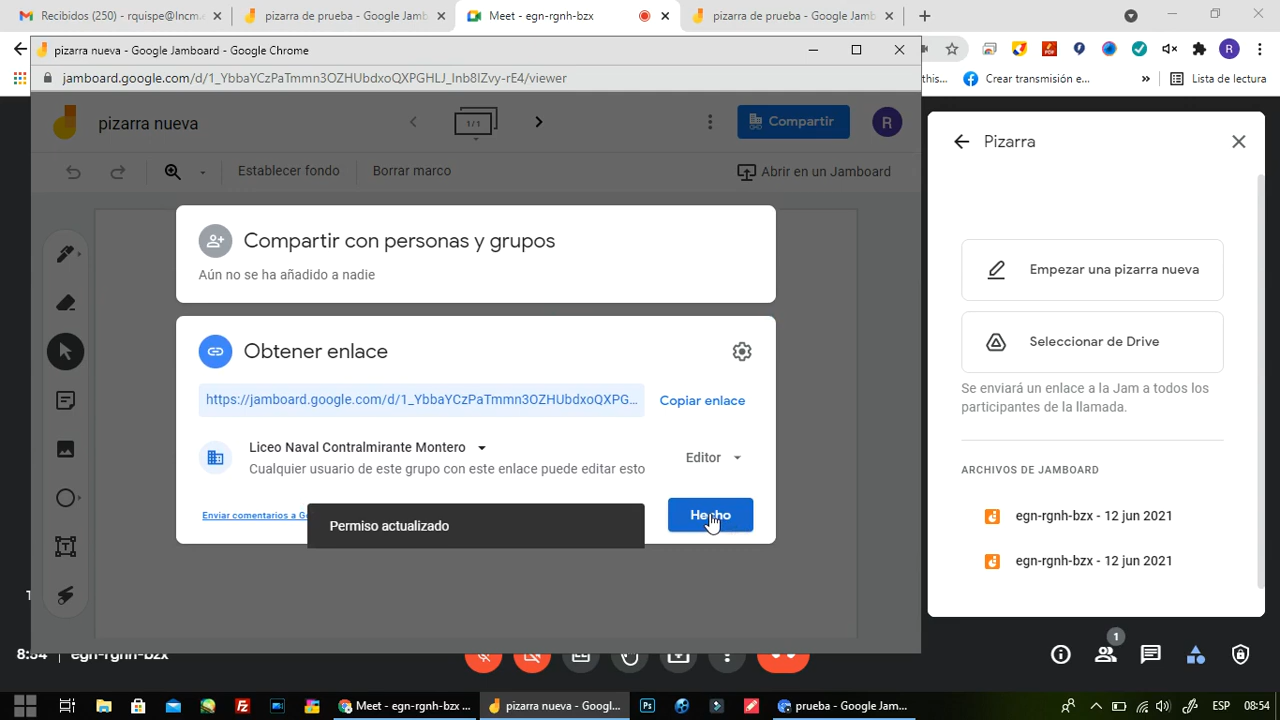 Recibidos (250) - rquispe@lncm.
pizarra de prueba - Google Jamb
Meet - egn-rgnh-bzx
pizarra de prueba - Google Jamb
pizarra nueva - Google Jamboard - Google Chrome
jamboard.google.com/d/1_YbbaYCzPaTmmn3OZHUbdxoQXPGHLJ_Inb8IZvy-rE4/viewer
R
this...
Crear transmisión e...
»
Lista de lectura
pizarra nueva
1/1
Compartir
R
Establecer fondo
Borrar marco
Abrir en un Jamboard
Compartir con personas y grupos
Aún no se ha añadido a nadie
Obtener enlace
https://jamboard.google.com/d/1_YbbaYCzPaTmmn3OZHUbdxoQXPG...
Copiar enlace
Liceo Naval Contralmirante Montero
Cualquier usuario de este grupo con este enlace puede editar esto
Editor
Enviar comentarios a G
Permiso actualizado
Hecho
Pizarra
Empezar una pizarra nueva
Seleccionar de Drive
Se enviará un enlace a la Jam a todos los
participantes de la llamada.
ARCHIVOS DE JAMBOARD
egn-rgnh-bzx - 12 jun 2021
egn-rgnh-bzx - 12 jun 2021
8:54 | egn-rgnh-bzx
1
Meet - egn-rgnh-bzx ...
pizarra nueva - Googl...
prueba - Google Jam...
ESP
08:54